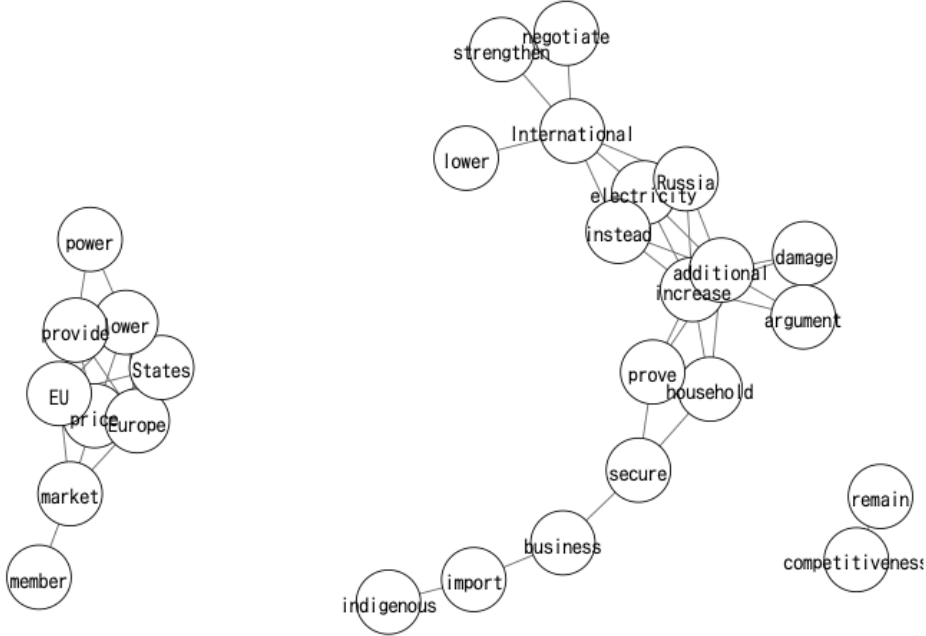 negotiate
strengthen
International
lower
Russia
electricity
instead
power
damage
additional
increase
argument
provide
ower
States
EU
price
Europe
prove
household
secure
market
remain
business
competitiveness
member
import
indigenous